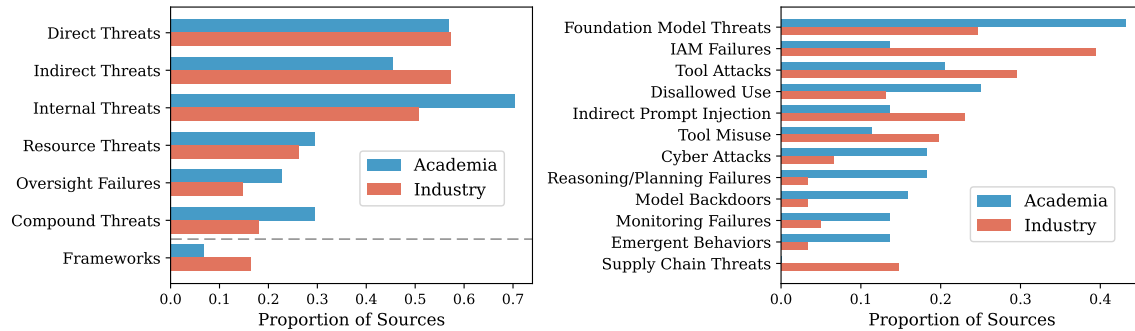 Direct Threats
Indirect Threats
Internal Threats
Resource Threats
Oversight Failures
Compound Threats
Frameworks
Academia
Industry
0.0 0.1 0.2 0.3 0.4 0.5 0.6 0.7
Proportion of Sources
Foundation Model Threats
IAM Failures
Tool Attacks
Disallowed Use
Indirect Prompt Injection
Tool Misuse
Cyber Attacks
Reasoning/Planning Failures
Model Backdoors
Monitoring Failures
Emergent Behaviors
Supply Chain Threats
Academia
Industry
0.0 0.1 0.2 0.3 0.4
Proportion of Sources